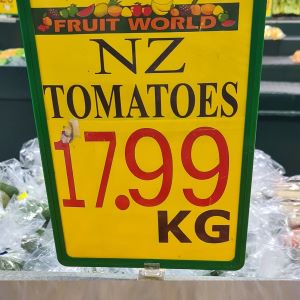 FRUIT WORLD
NZ
TOMATOES
17.99
KG